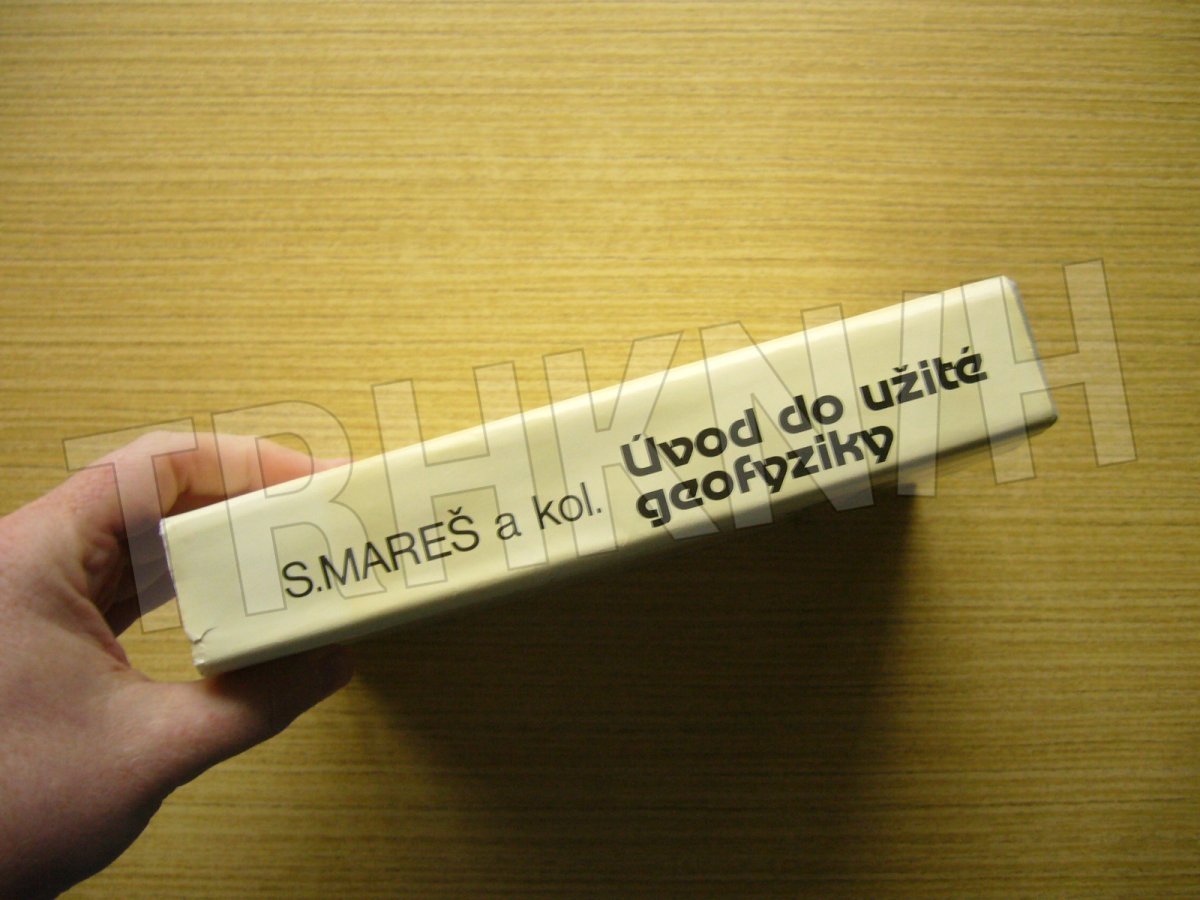 S.MAREŠ a kol.
Úvod do užité
geofyziky
TRHKNIH